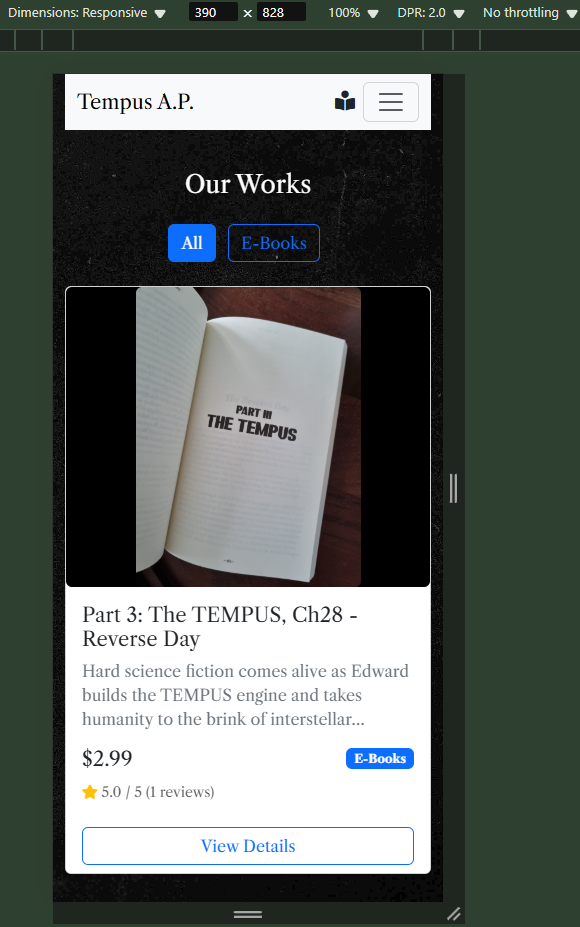 Dimensions: Responsive 390 x 828 100% DPR: 2.0 No throttling
Tempus A.P.
Our Works
All E-Books
PART III
THE TEMPUS
Part 3: The TEMPUS, Ch28 -
Reverse Day
Hard science fiction comes alive as Edward
builds the TEMPUS engine and takes
humanity to the brink of interstellar...
$2.99 E-Books
5.0 / 5 (1 reviews)
View Details